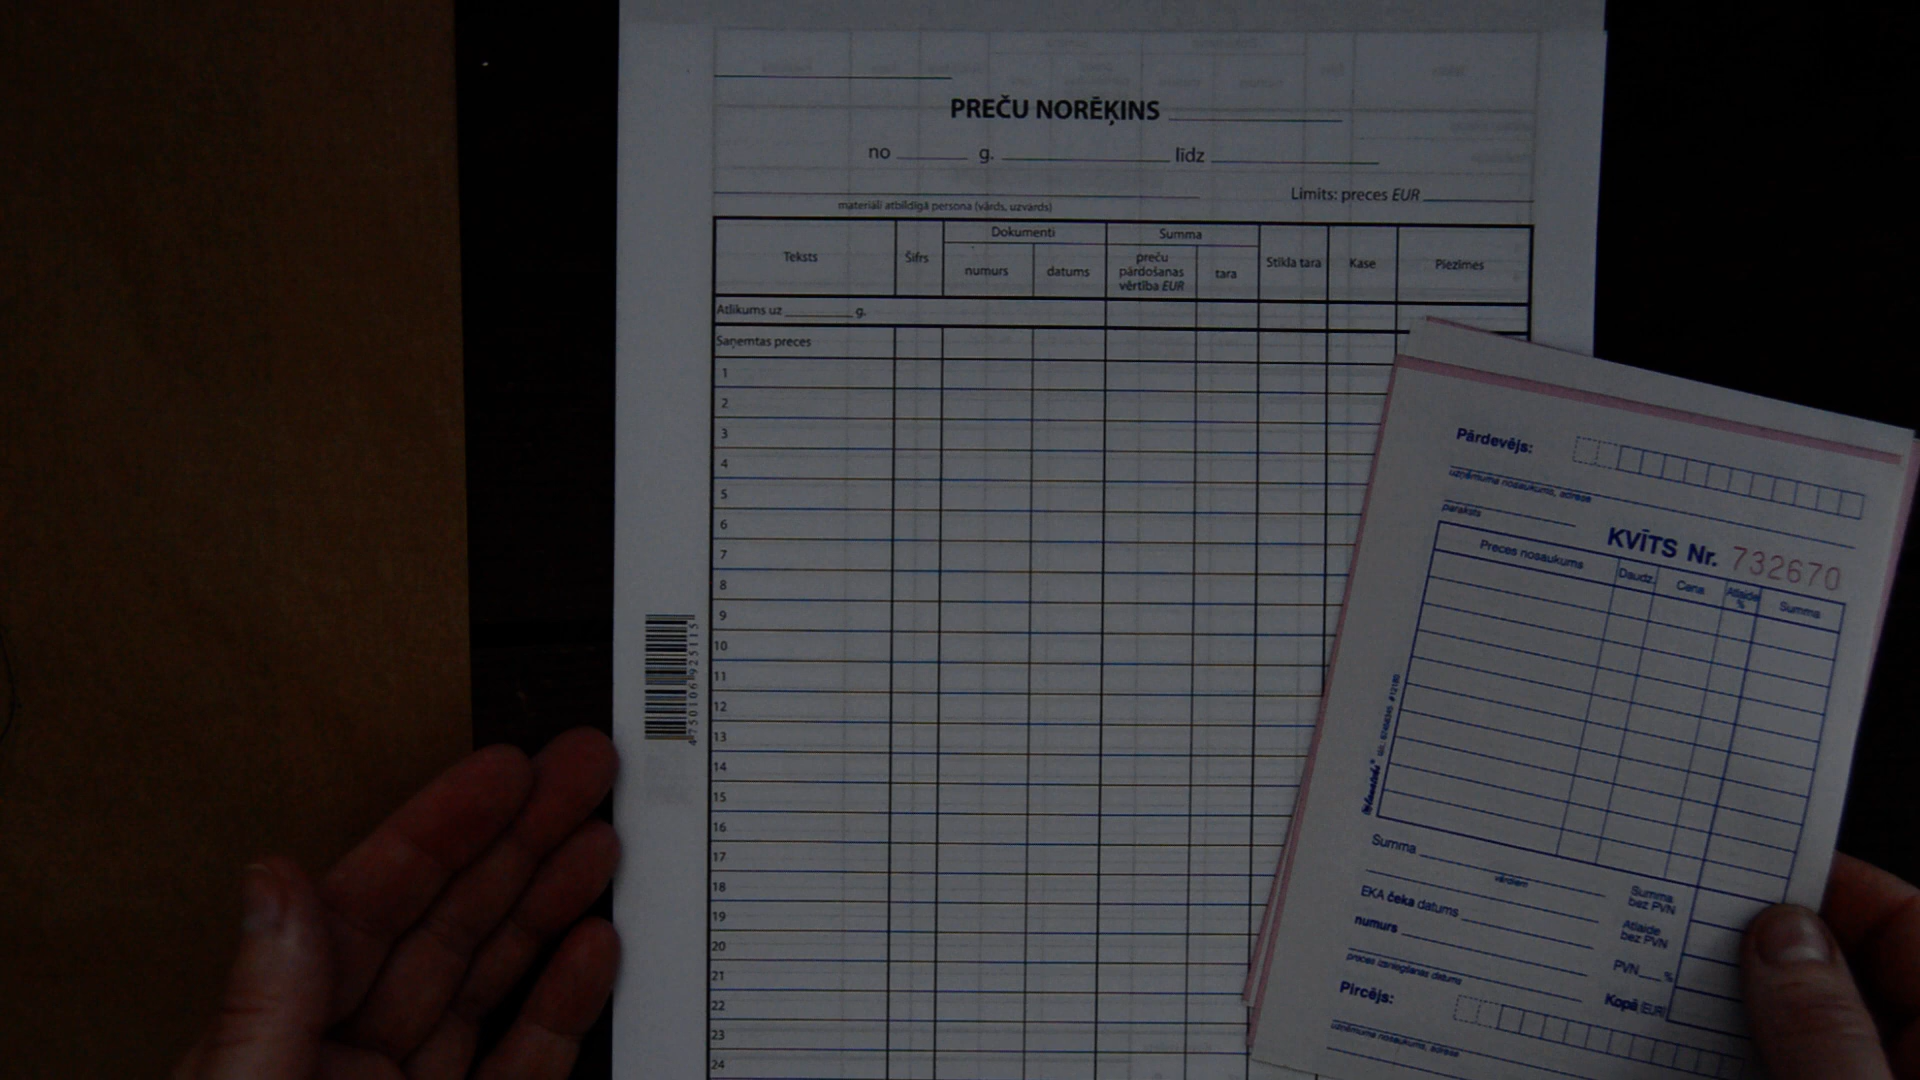 PREČU NORĒĶINS
no g. līdz
Limits: preces EUR
materiāli atbildīgā persona (vārds, uzvārds)
Teksts Šifrs Dokumenti Summa Stikla tara Kase Piezīmes
numurs datums preču pārdošanas vērtība EUR tara
Atlikums uz g.
Saņemtas preces
1
2
3
4
5
6
7
8
9
10
11
12
13
14
15
16
17
18
19
20
21
22
23
24
4750106925115
Pārdevējs:
uzņēmuma nosaukums, adrese
paraksts
KVĪTS Nr. 732670
Preces nosaukums Daudz. Cena Atlaide % Summa
Summa
vārdiem
Summa bez PVN
EKA čeka datums
Atlaide bez PVN
numurs
PVN %
preces izsniegšanas datums
Kopā (EUR)
Pircējs:
uzņēmuma nosaukums, adrese